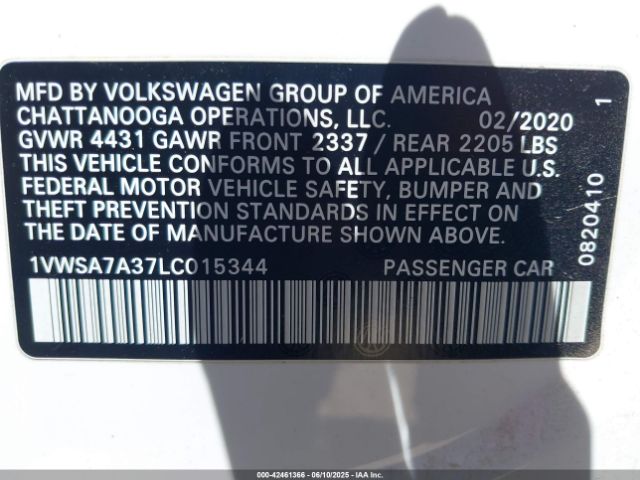 MFD BY VOLKSWAGEN GROUP OF AMERICA
CHATTANOOGA OPERATIONS, LLC. 02/2020
GVWR 4431 GAWR FRONT 2337 / REAR 2205 LBS
THIS VEHICLE CONFORMS TO ALL APPLICABLE U.S.
FEDERAL MOTOR VEHICLE SAFETY, BUMPER AND
THEFT PREVENTION STANDARDS IN EFFECT ON
THE DATE OF MANUFACTURE SHOWN ABOVE.
1VWSA7A37LC015344 PASSENGER CAR
0820410 1
000-42461366 - 06/10/2025 - IAA Inc.